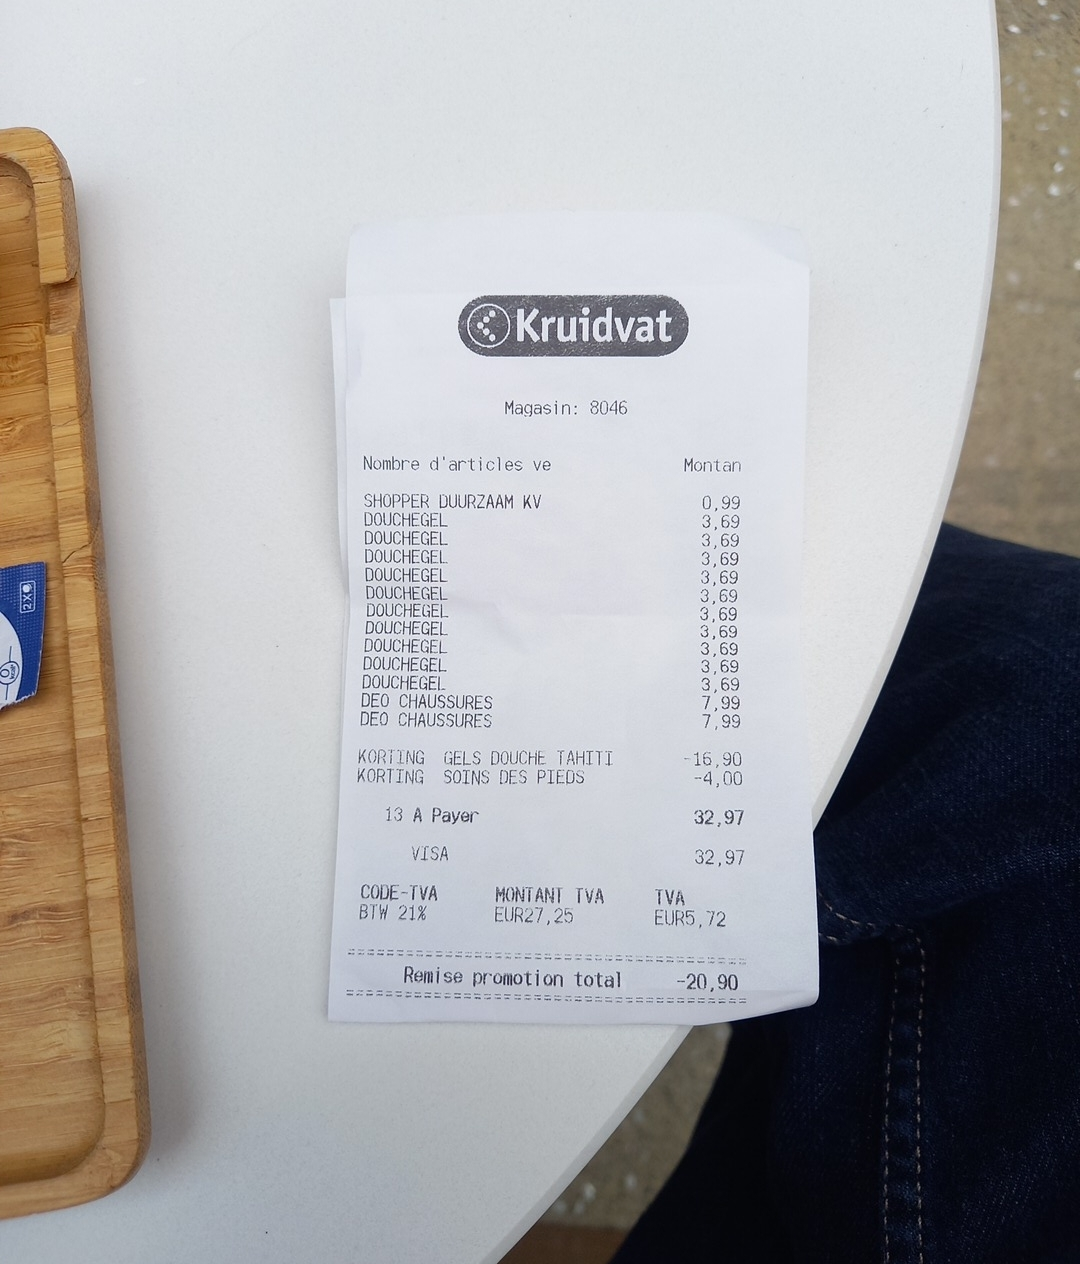 Kruidvat
Magasin: 8046
Nombre d'articles ve Montan
SHOPPER DUURZAAM KV 0,99
DOUCHEGEL 3,69
DOUCHEGEL 3,69
DOUCHEGEL 3,69
DOUCHEGEL 3,69
DOUCHEGEL 3,69
DOUCHEGEL 3,69
DOUCHEGEL 3,69
DOUCHEGEL 3,69
DOUCHEGEL 3,69
DOUCHEGEL 3,69
DEO CHAUSSURES 7,99
DEO CHAUSSURES 7,99
KORTING GELS DOUCHE TAHITI -16,90
KORTING SOINS DES PIEDS -4,00
13 A Payer 32,97
VISA 32,97
CODE-TVA MONTANT TVA TVA
BTW 21% EUR27,25 EUR5,72
Remise promotion total -20,90
2X